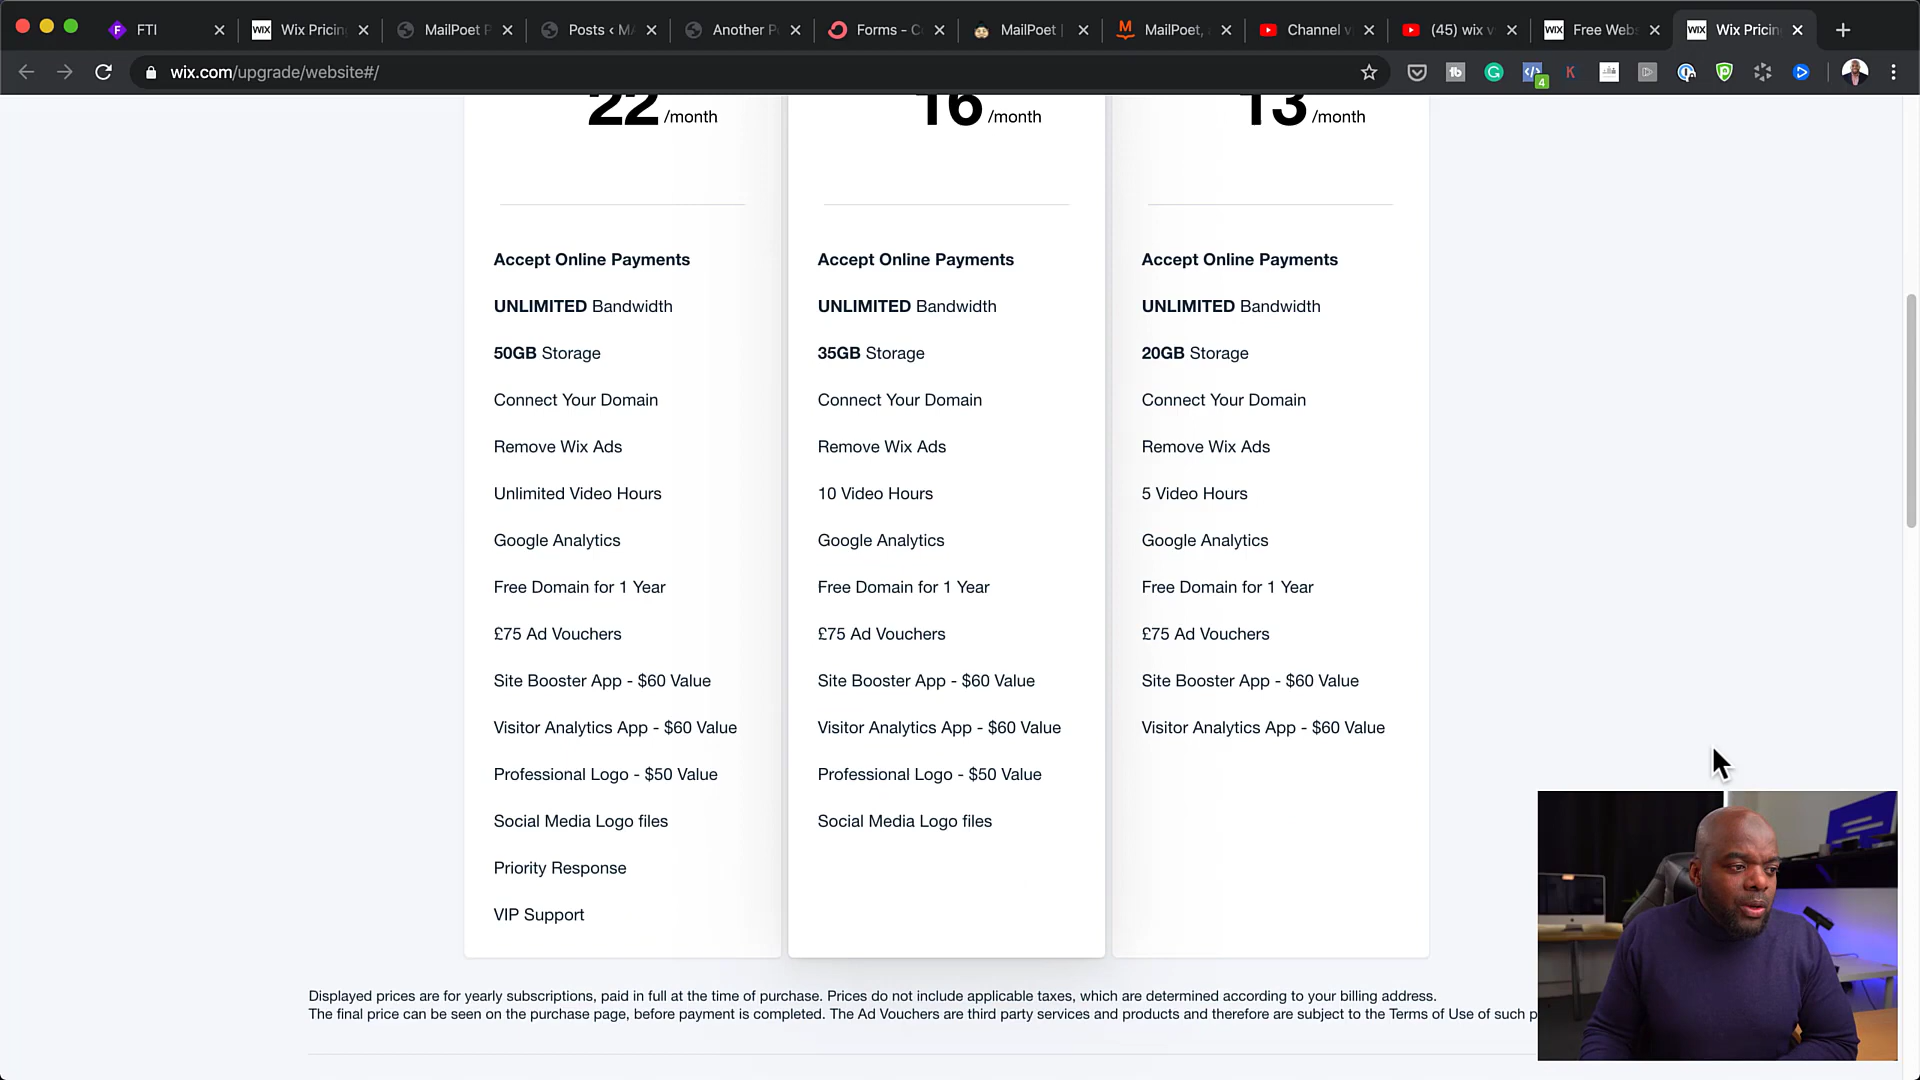 FTI
Wix Pricin
MailPoet P
Posts ‹ MA
Another P
Forms - C
MailPoet |
MailPoet,
Channel v
(45) wix v
Free Web
Wix Pricin
wix.com/upgrade/website#/
4
22 /month
16 /month
13 /month
Accept Online Payments
UNLIMITED Bandwidth
50GB Storage
Connect Your Domain
Remove Wix Ads
Unlimited Video Hours
Google Analytics
Free Domain for 1 Year
£75 Ad Vouchers
Site Booster App - $60 Value
Visitor Analytics App - $60 Value
Professional Logo - $50 Value
Social Media Logo files
Priority Response
VIP Support
Accept Online Payments
UNLIMITED Bandwidth
35GB Storage
Connect Your Domain
Remove Wix Ads
10 Video Hours
Google Analytics
Free Domain for 1 Year
£75 Ad Vouchers
Site Booster App - $60 Value
Visitor Analytics App - $60 Value
Professional Logo - $50 Value
Social Media Logo files
Accept Online Payments
UNLIMITED Bandwidth
20GB Storage
Connect Your Domain
Remove Wix Ads
5 Video Hours
Google Analytics
Free Domain for 1 Year
£75 Ad Vouchers
Site Booster App - $60 Value
Visitor Analytics App - $60 Value
Displayed prices are for yearly subscriptions, paid in full at the time of purchase. Prices do not include applicable taxes, which are determined according to your billing address.
The final price can be seen on the purchase page, before payment is completed. The Ad Vouchers are third party services and products and therefore are subject to the Terms of Use of such p